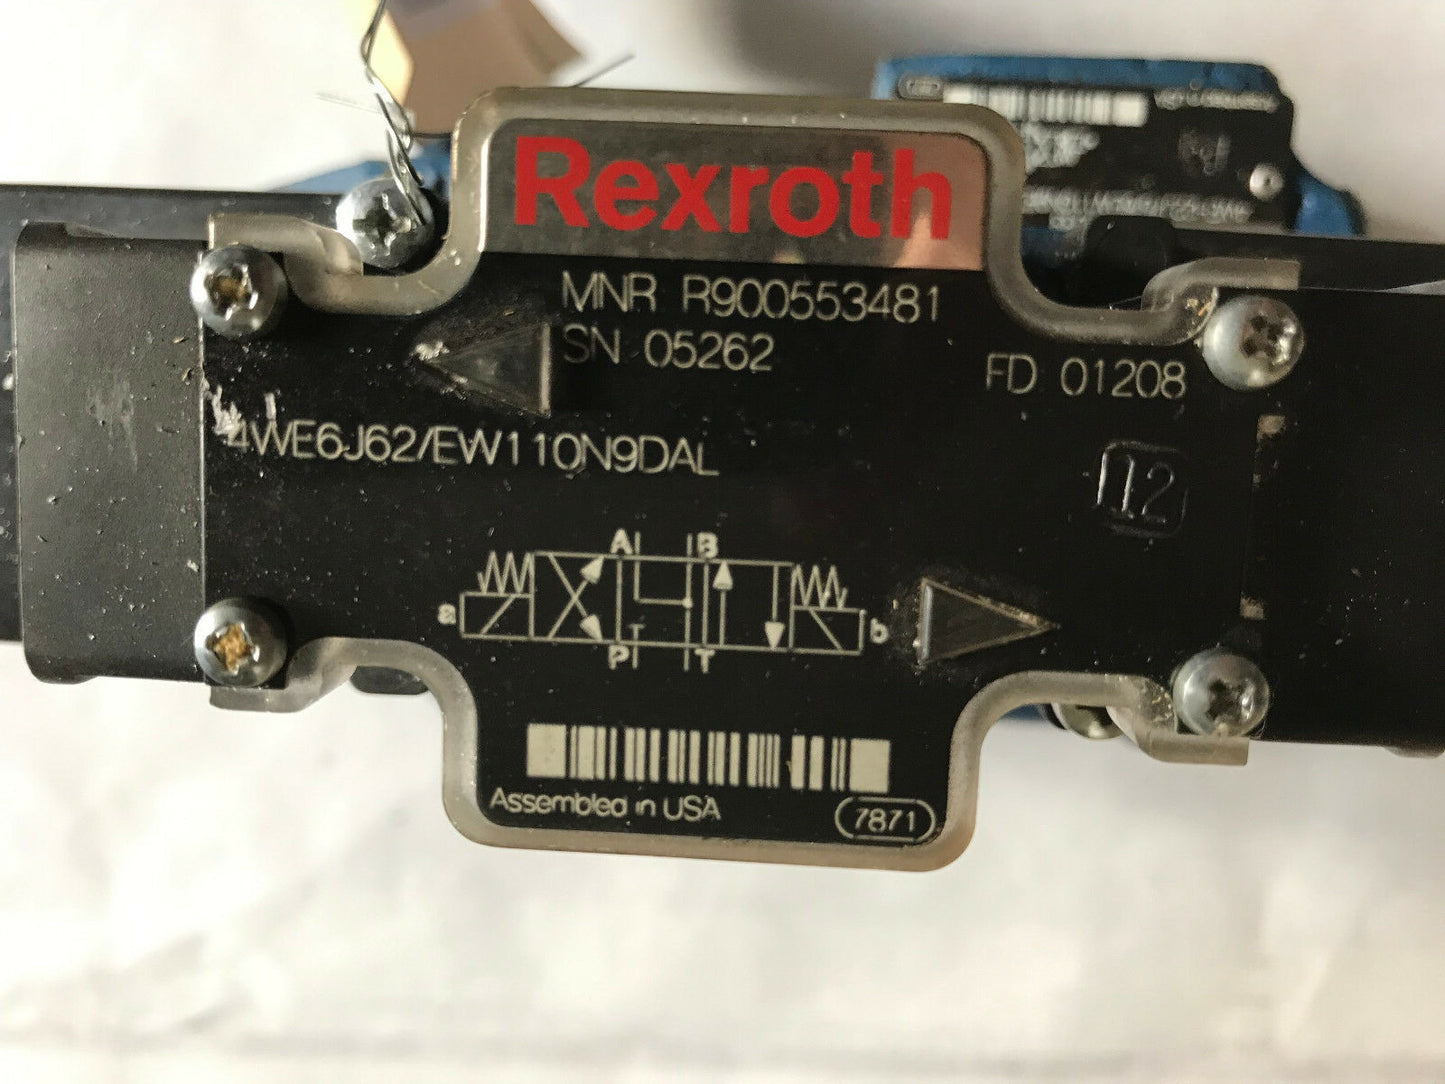 Rexroth
MNR R900553481
SN 05262
FD 01208
4WE6J62/EW110N9DAL
12
A B
a b
P T T
Assembled in USA
7871